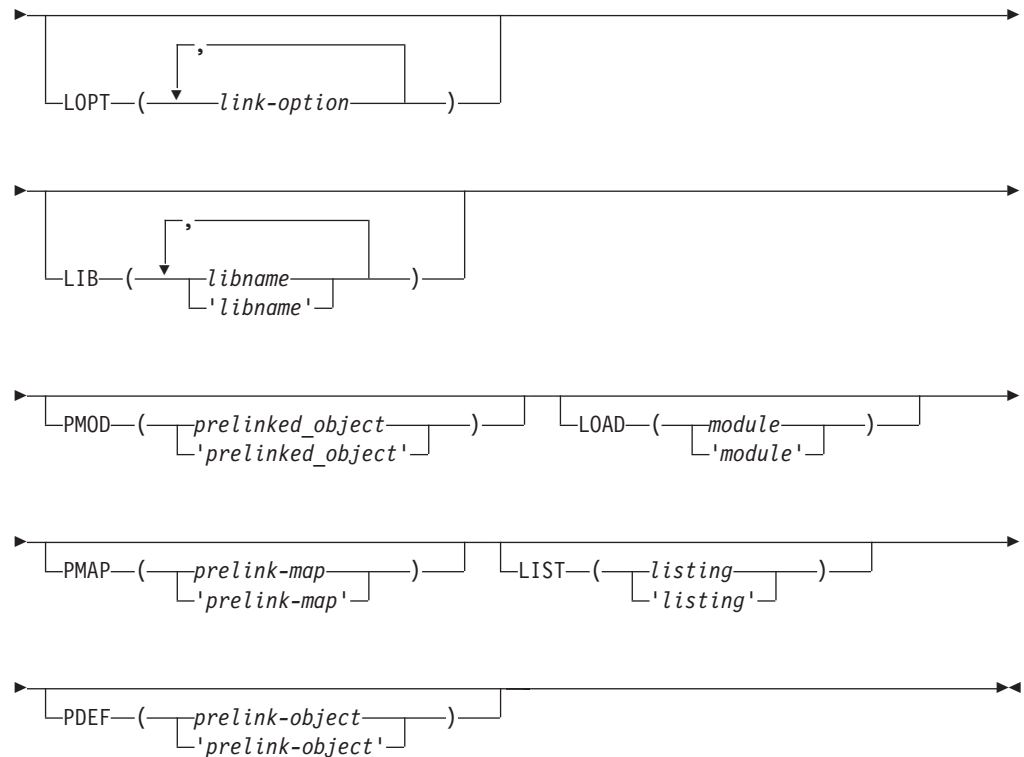 ,
LOPT ( link-option )
,
LIB ( libname )
'libname'
PMOD ( prelinked_object ) LOAD ( module )
'prelinked_object' 'module'
PMAP ( prelink-map ) LIST ( listing )
'prelink-map' 'listing'
PDEF ( prelink-object )
'prelink-object'